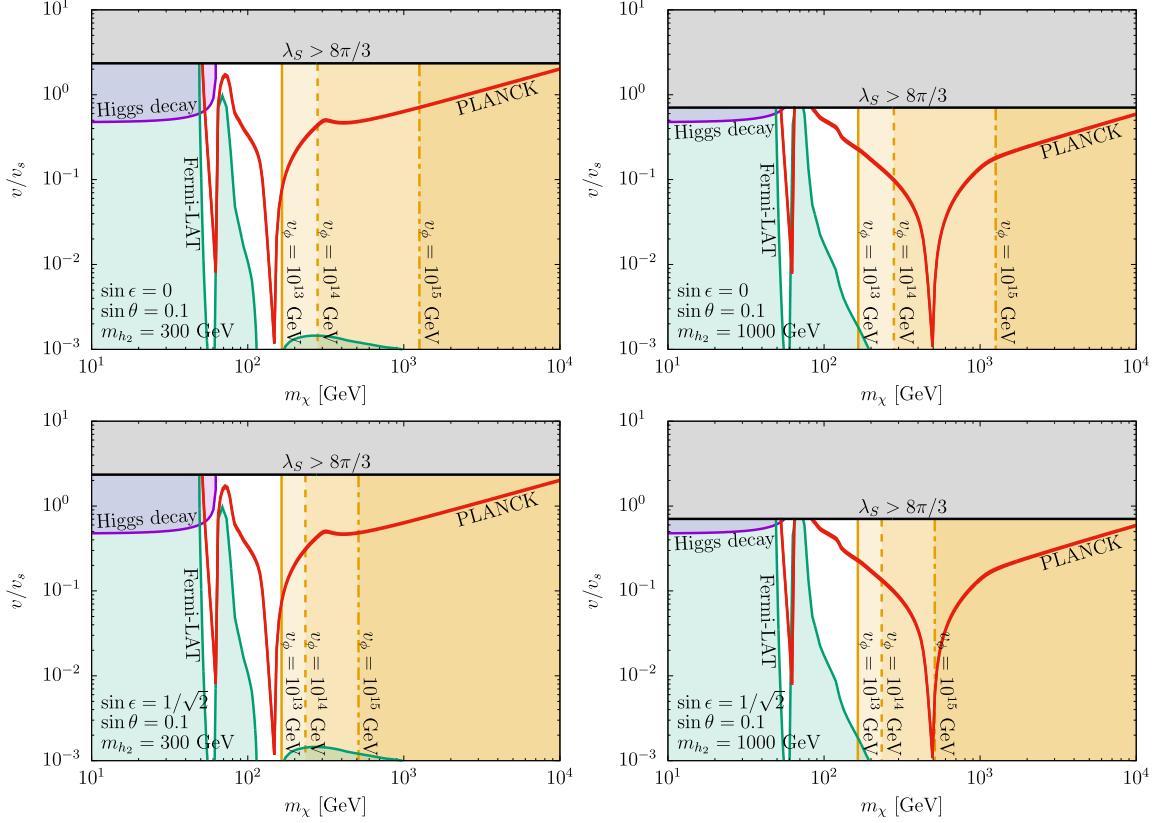 10^1
10^0
10^−1
10^−2
10^−3
v/v_s
λ_S > 8π/3
Higgs decay
Fermi-LAT
PLANCK
v_ϕ = 10^13 GeV
v_ϕ = 10^14 GeV
v_ϕ = 10^15 GeV
sin ϵ = 0
sin θ = 0.1
m_{h_2} = 300 GeV
10^1 10^2 10^3 10^4
m_χ [GeV]
10^1
10^0
10^−1
10^−2
10^−3
v/v_s
λ_S > 8π/3
Higgs decay
Fermi-LAT
PLANCK
v_ϕ = 10^13 GeV
v_ϕ = 10^14 GeV
v_ϕ = 10^15 GeV
sin ϵ = 0
sin θ = 0.1
m_{h_2} = 1000 GeV
10^1 10^2 10^3 10^4
m_χ [GeV]
10^1
10^0
10^−1
10^−2
10^−3
v/v_s
λ_S > 8π/3
Higgs decay
Fermi-LAT
PLANCK
v_ϕ = 10^13 GeV
v_ϕ = 10^14 GeV
v_ϕ = 10^15 GeV
sin ϵ = 1/√2
sin θ = 0.1
m_{h_2} = 300 GeV
10^1 10^2 10^3 10^4
m_χ [GeV]
10^1
10^0
10^−1
10^−2
10^−3
v/v_s
λ_S > 8π/3
Higgs decay
Fermi-LAT
PLANCK
v_ϕ = 10^13 GeV
v_ϕ = 10^14 GeV
v_ϕ = 10^15 GeV
sin ϵ = 1/√2
sin θ = 0.1
m_{h_2} = 1000 GeV
10^1 10^2 10^3 10^4
m_χ [GeV]